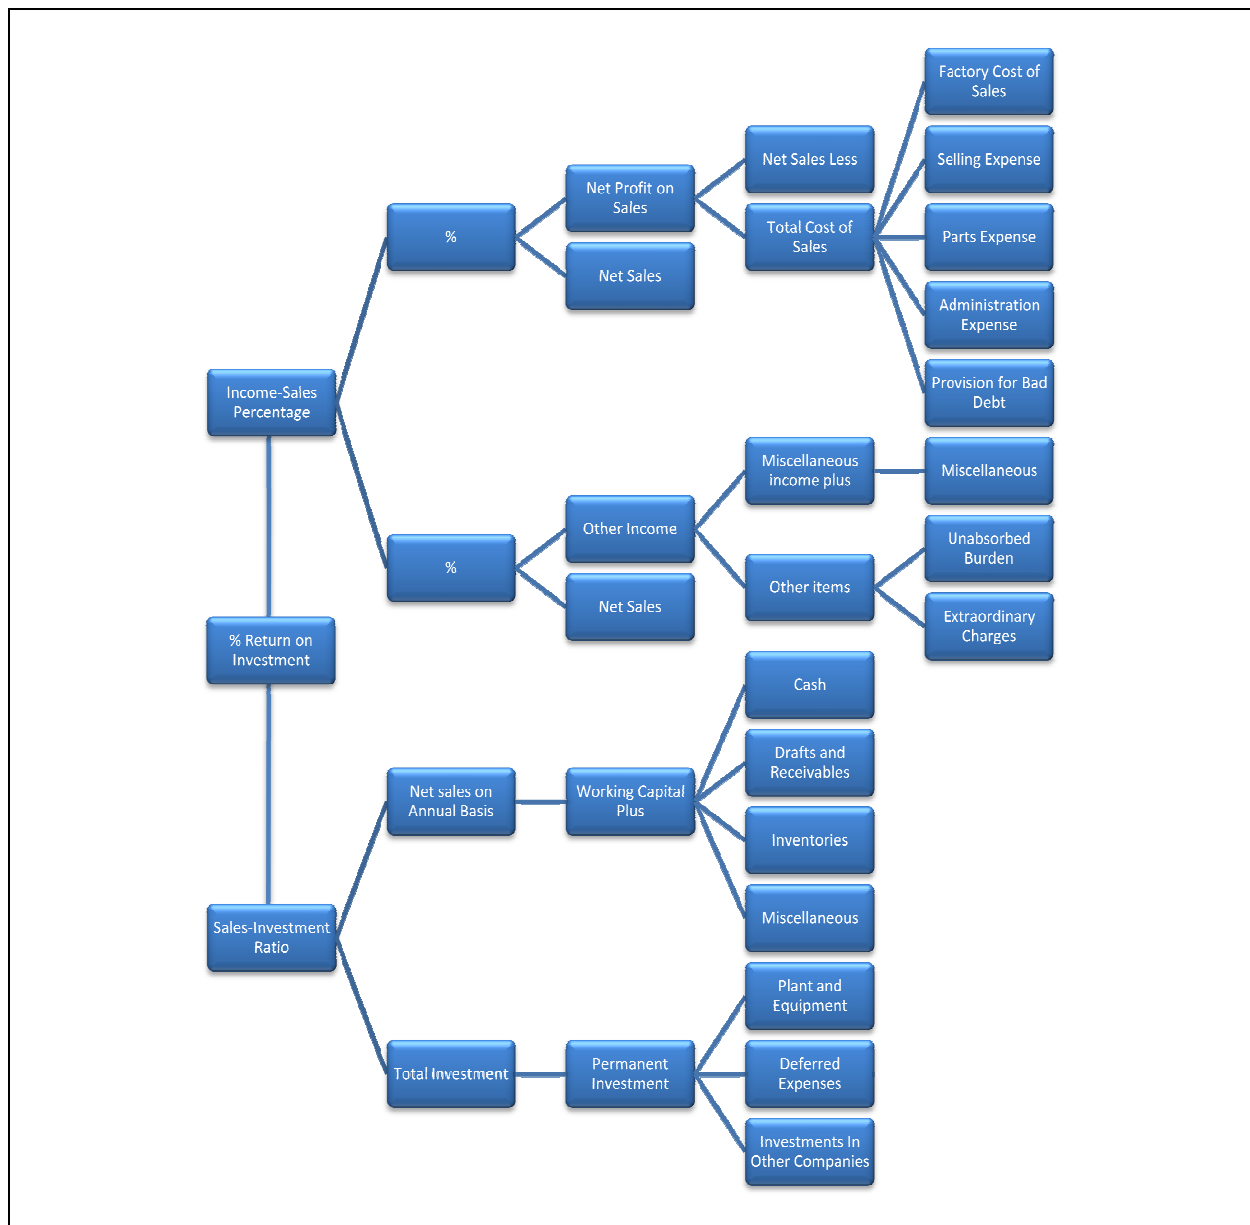 Factory Cost of
Sales
Net Sales Less
Selling Expense
Net Profit on
Sales
%
Total Cost of
Sales
Parts Expense
Net Sales
Administration
Expense
Income-Sales
Percentage
Provision for Bad
Debt
Miscellaneous
income plus
Miscellaneous
Other Income
Unabsorbed
Burden
%
Other items
Net Sales
Extraordinary
Charges
% Return on
Investment
Cash
Drafts and
Receivables
Net sales on
Annual Basis
Working Capital
Plus
Inventories
Miscellaneous
Sales-Investment
Ratio
Plant and
Equipment
Total Investment
Permanent
Investment
Deferred
Expenses
Investments In
Other Companies